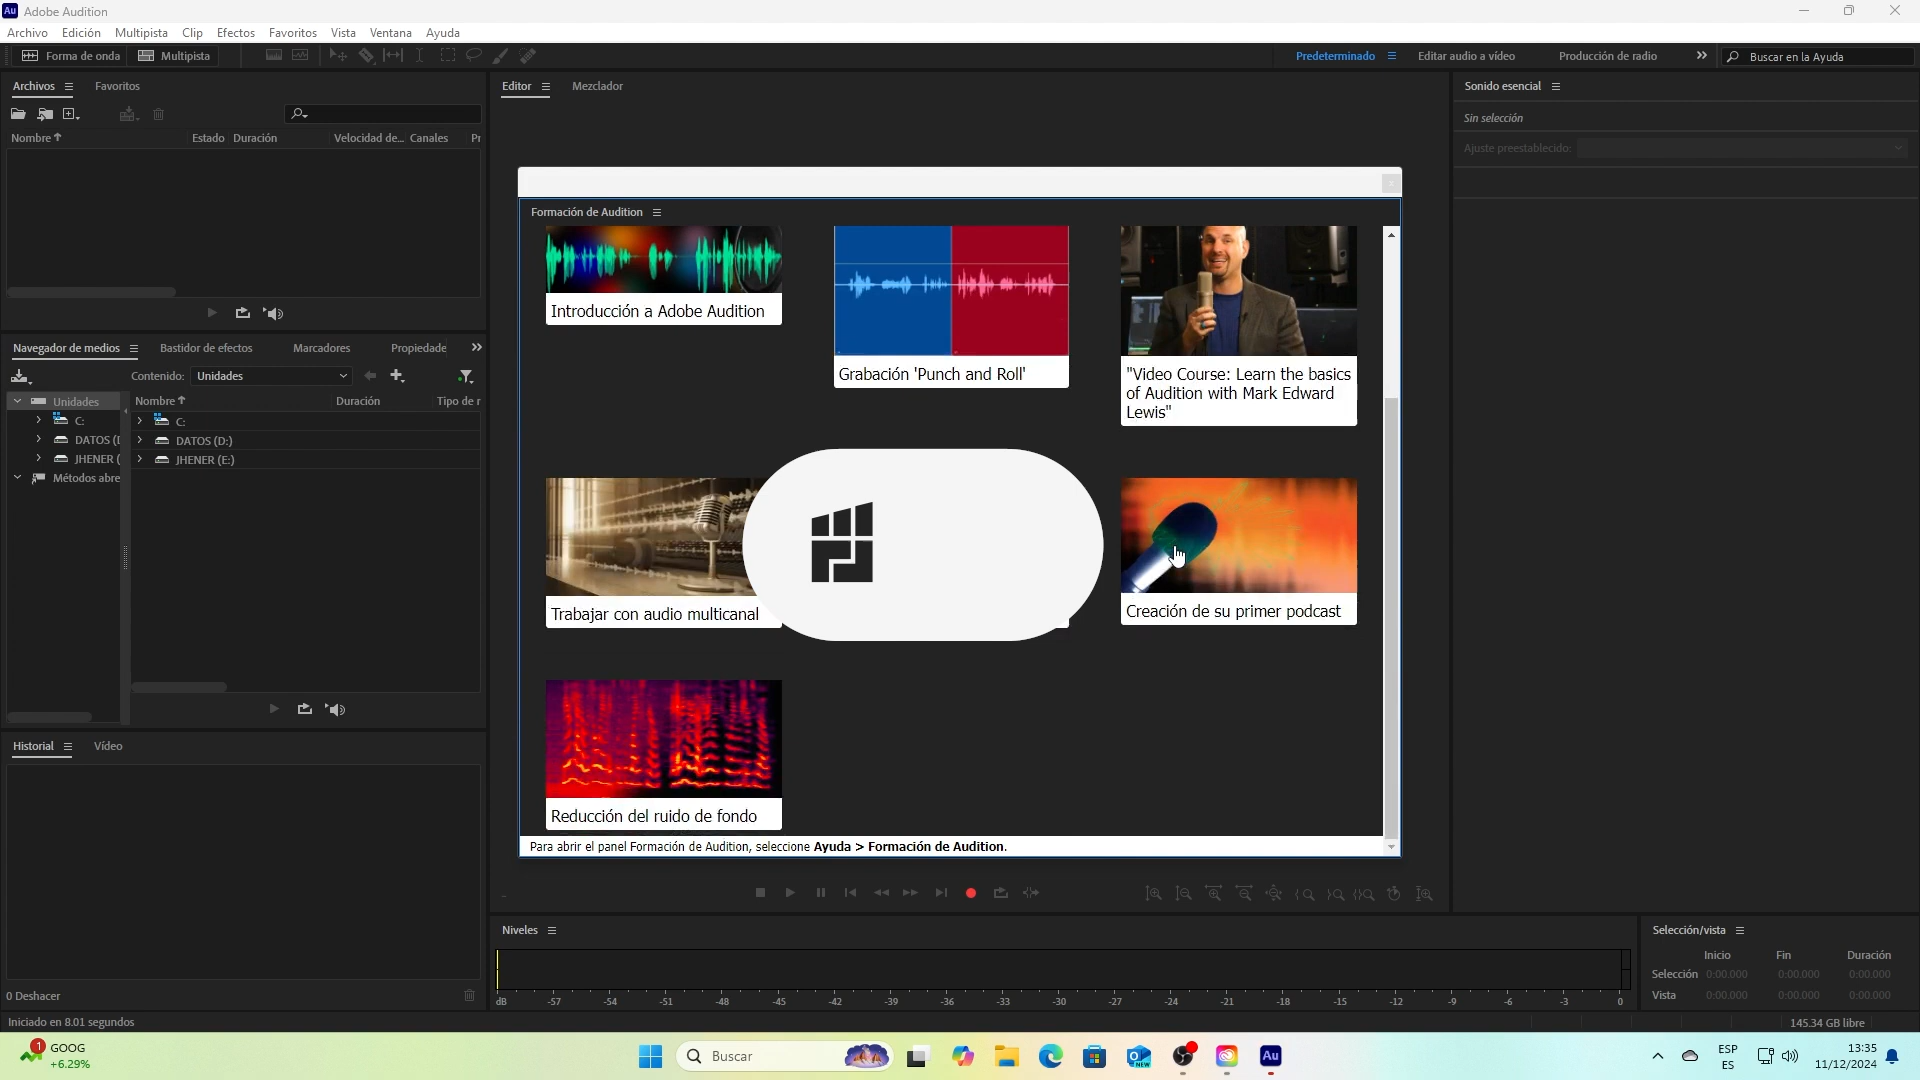 Au Adobe Audition
Archivo Edición Multipista Clip Efectos Favoritos Vista Ventana Ayuda
Forma de onda Multipista
Predeterminado Editar audio a vídeo Producción de radio Buscar en la Ayuda
Archivos Favoritos
Nombre Estado Duración Velocidad de... Canales
Editor Mezclador
Sonido esencial
Sin selección
Ajuste preestablecido:
Formación de Audition
Introducción a Adobe Audition
Grabación 'Punch and Roll'
"Video Course: Learn the basics
of Audition with Mark Edward
Lewis"
Trabajar con audio multicanal
Creación de su primer podcast
Reducción del ruido de fondo
Para abrir el panel Formación de Audition, seleccione Ayuda > Formación de Audition.
Navegador de medios Bastidor de efectos Marcadores Propiedade
Contenido: Unidades
Unidades
C:
DATOS (
JHENER (
Métodos abre
Nombre Duración Tipo de r
C:
DATOS (D:)
JHENER (E:)
Historial Vídeo
0 Deshacer
Niveles
dB -57 -54 -51 -48 -45 -42 -39 -36 -33 -30 -27 -24 -21 -18 -15 -12 -9 -6 -3 0
Selección/vista
Inicio Fin Duración
Selección 0:00.000 0:00.000 0:00.000
Vista 0:00.000 0:00.000 0:00.000
Iniciado en 8.01 segundos
145.34 GB libre
1
GOOG
+6.29%
Buscar
NEW
Au
ESP
ES
13:35
11/12/2024